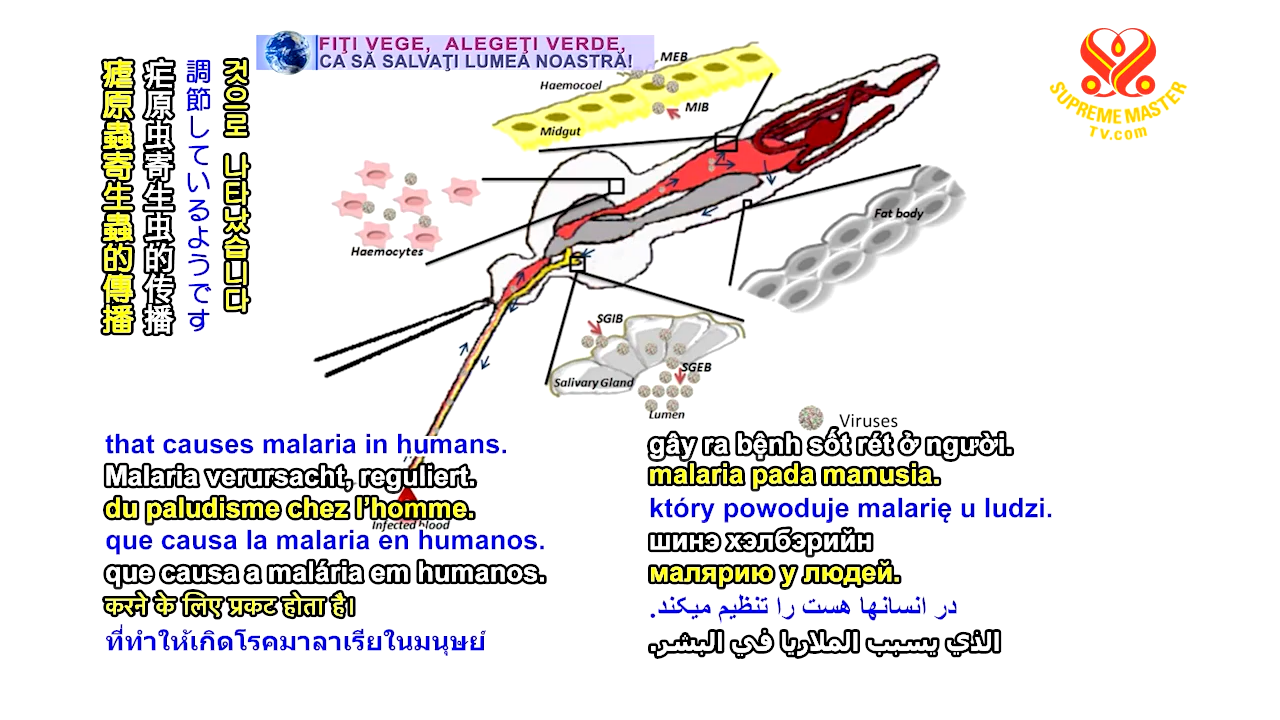 FIŢI VEGE, ALEGEŢI VERDE,
CA SĂ SALVAŢI LUMEA NOASTRĂ!
SUPREME MASTER
TV.com
것으로 나타났습니다
調節しているようです
疟原虫寄生虫的传播
瘧原蟲寄生蟲的傳播
MEB
Haemocoel
MIB
Midgut
Haemocytes
Fat body
SGIB
SGEB
Salivary Gland
Lumen
Viruses
Infected blood
that causes malaria in humans.
Malaria verursacht, reguliert.
du paludisme chez l'homme.
que causa la malaria en humanos.
que causa a malária em humanos.
करने के लिए प्रकट होता है।
ที่ทำให้เกิดโรคมาลาเรียในมนุษย์
gây ra bệnh sốt rét ở người.
malaria pada manusia.
który powoduje malarię u ludzi.
шинэ хэлбэрийн
малярию у людей.
در انسانها هست را تنظیم میکند.
الذي يسبب الملاريا في البشر.